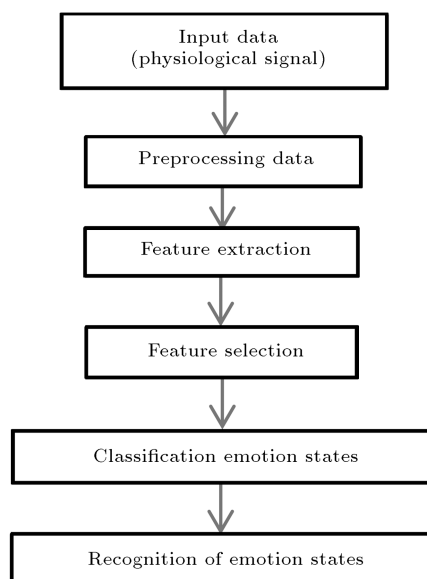 Input data
(physiological signal)
Preprocessing data
Feature extraction
Feature selection
Classification emotion states
Recognition of emotion states